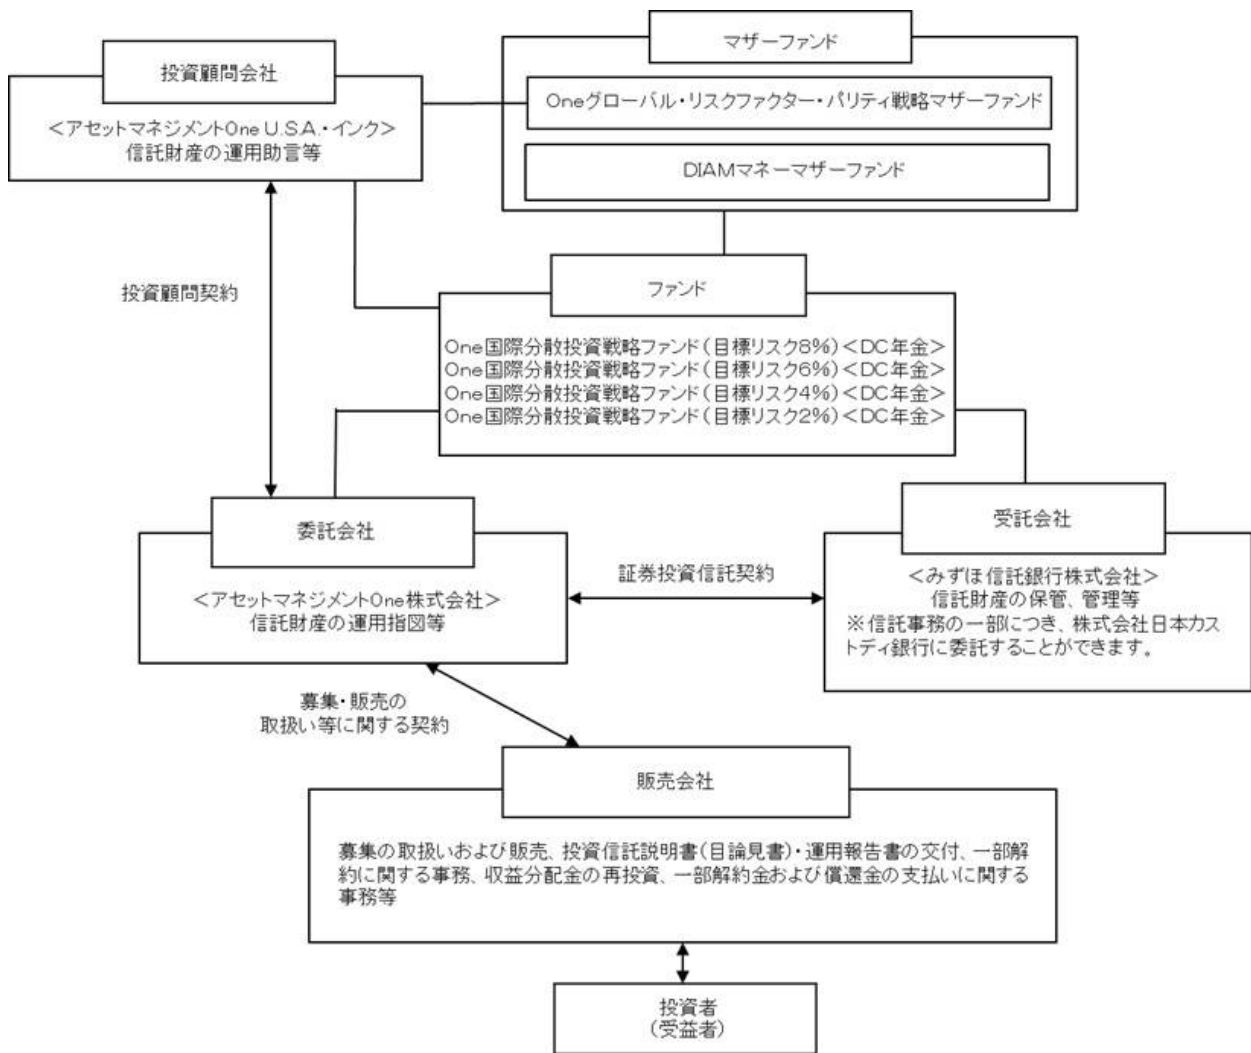 マザーファンド
投資顧問会社
Oneグローバル・リスクファクター・パリティ戦略マザーファンド
＜アセットマネジメントOne U.S.A.・インク＞
信託財産の運用助言等
DIAMマネーマザーファンド
投資顧問契約
ファンド
One国際分散投資戦略ファンド（目標リスク8％）＜DC年金＞
One国際分散投資戦略ファンド（目標リスク6％）＜DC年金＞
One国際分散投資戦略ファンド（目標リスク4％）＜DC年金＞
One国際分散投資戦略ファンド（目標リスク2％）＜DC年金＞
委託会社
＜アセットマネジメントOne株式会社＞
信託財産の運用指図等
証券投資信託契約
受託会社
＜みずほ信託銀行株式会社＞
信託財産の保管、管理等
※信託事務の一部につき、株式会社日本カス
トディ銀行に委託することができます。
募集・販売の
取扱い等に関する契約
販売会社
募集の取扱いおよび販売、投資信託説明書（目論見書）・運用報告書の交付、一部解
約に関する事務、収益分配金の再投資、一部解約金および償還金の支払いに関する
事務等
投資者
（受益者）